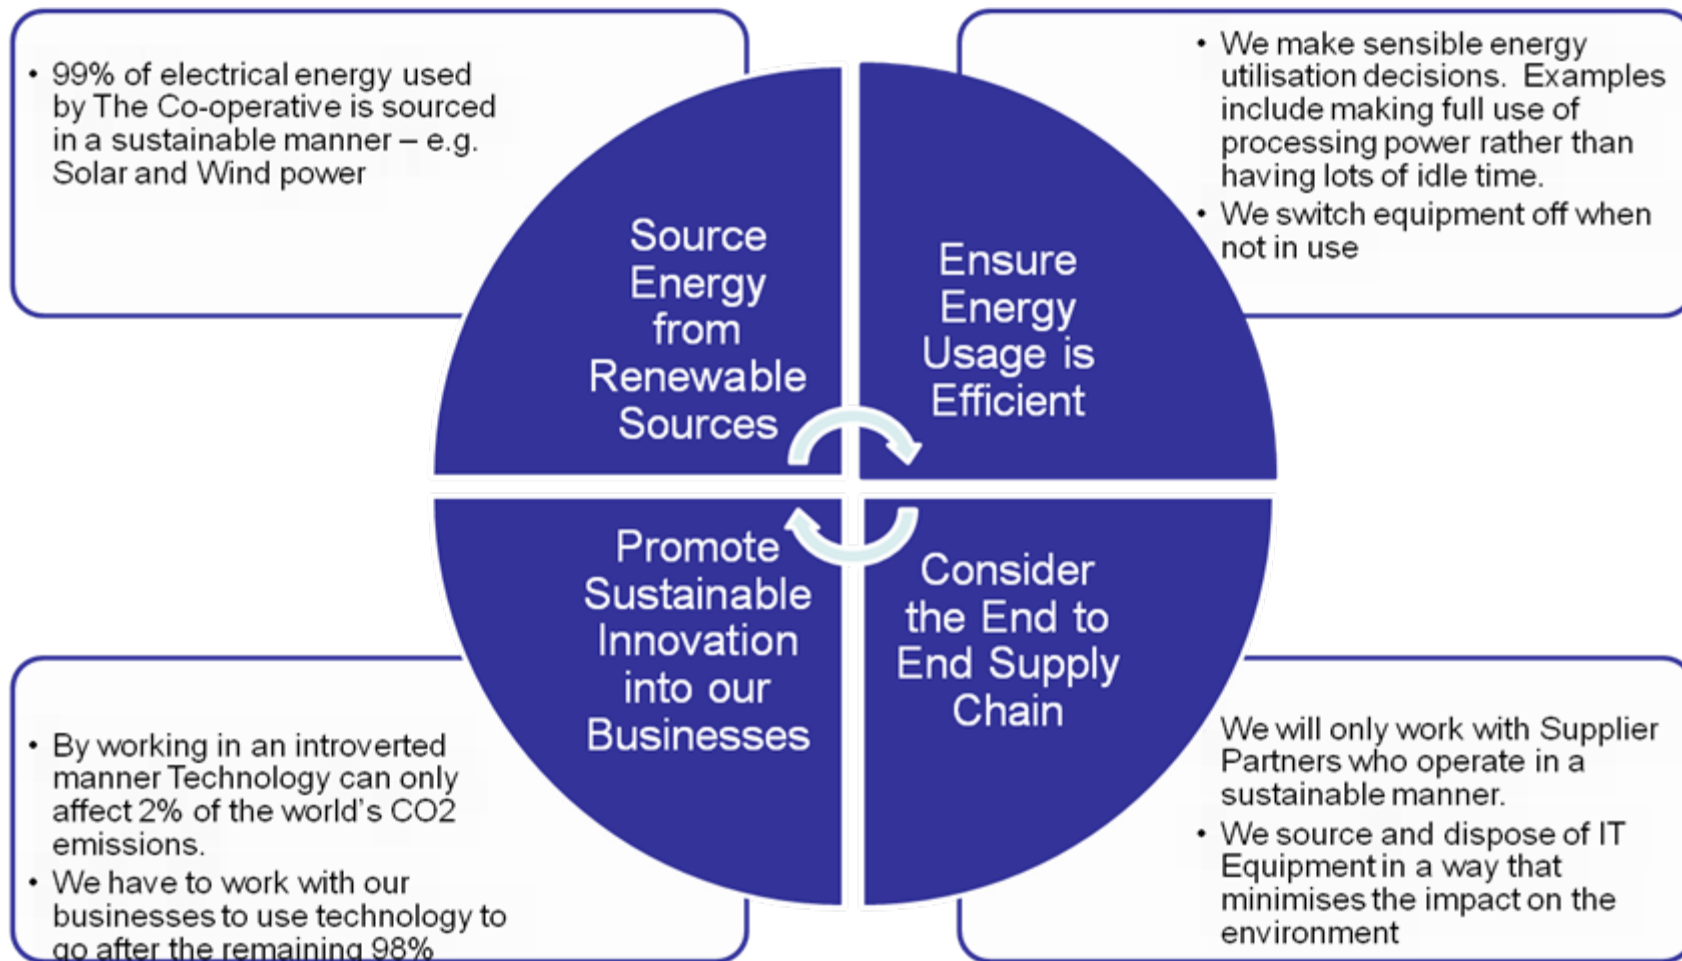 • 99% of electrical energy used
by The Co-operative is sourced
in a sustainable manner – e.g.
Solar and Wind power
• We make sensible energy
utilisation decisions.  Examples
include making full use of
processing power rather than
having lots of idle time.
• We switch equipment off when
not in use
Source
Energy
from
Renewable
Sources
Ensure
Energy
Usage is
Efficient
Promote
Sustainable
Innovation
into our
Businesses
Consider
the End to
End Supply
Chain
• By working in an introverted
manner Technology can only
affect 2% of the world’s CO2
emissions.
• We have to work with our
businesses to use technology to
go after the remaining 98%
We will only work with Supplier
Partners who operate in a
sustainable manner.
• We source and dispose of IT
Equipment in a way that
minimises the impact on the
environment